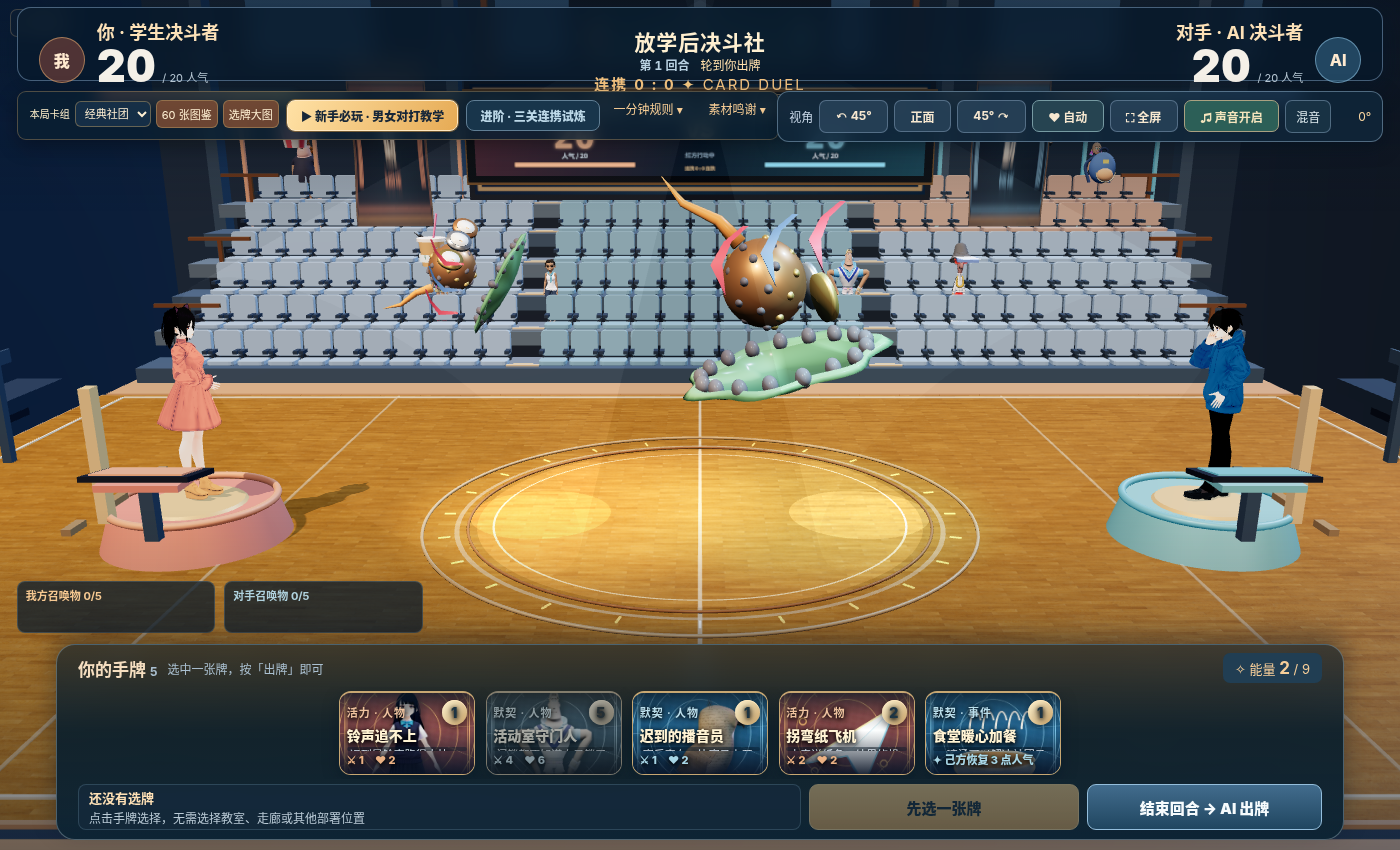 你 · 学生决斗者
我
20 / 20 人气
放学后决斗社
第 1 回合 轮到你出牌
连携 0 : 0 ✦ CARD DUEL
对手 · AI 决斗者
20 / 20 人气
AI
本局卡组 经典社团 60 张图鉴 选牌大图 ▶ 新手必玩 · 男女对打教学 进阶 · 三关连携试炼 一分钟规则 ▾ 素材鸣谢 ▾
视角 ↶ 45° 正面 45° ↷ ♥ 自动 ⛶ 全屏 ♫ 声音开启 混音 0°
人气 / 20
人气 / 20
我方召唤物 0/5
对手召唤物 0/5
你的手牌 5 选中一张牌，按「出牌」即可
✧ 能量 2 / 9
活力 · 人物 1
铃声追不上
⚔ 1 ♥ 2
默契 · 人物 5
活动室守门人
⚔ 4 ♥ 6
默契 · 人物 1
迟到的播音员
⚔ 1 ♥ 2
活力 · 人物 2
拐弯纸飞机
⚔ 2 ♥ 2
默契 · 事件 1
食堂暖心加餐
✦ 己方恢复 3 点人气
还没有选牌
点击手牌选择，无需选择教室、走廊或其他部署位置
先选一张牌
结束回合 → AI 出牌